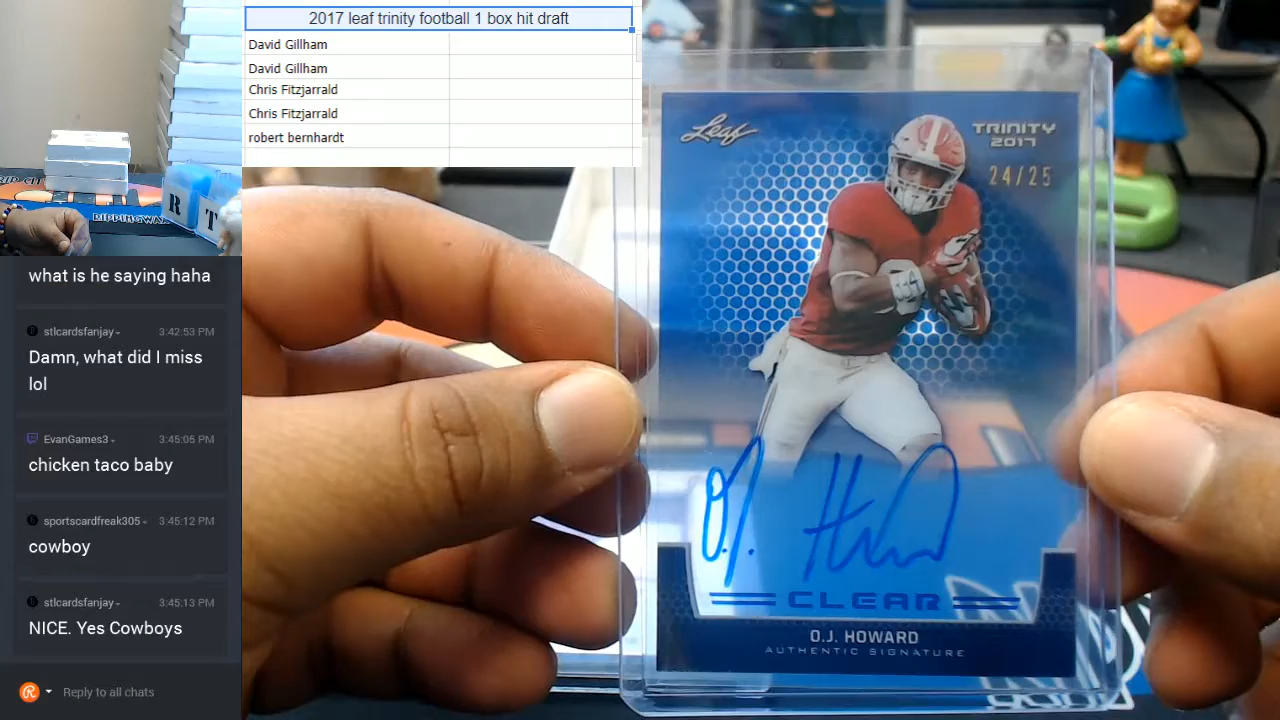 2017 leaf trinity football 1 box hit draft
David Gillham
David Gillham
Chris Fitzjarrald
Chris Fitzjarrald
robert bernhardt
RIPPINGWAX
R T
what is he saying haha
stlcardsfanjay 3:42:53 PM
Damn, what did I miss
lol
EvanGames3 3:45:05 PM
chicken taco baby
sportscardfreak305 3:45:12 PM
cowboy
stlcardsfanjay 3:45:13 PM
NICE. Yes Cowboys
Reply to all chats
Leaf
TRINITY
2017
24/25
O.J. Howard
CLEAR
O.J. HOWARD
AUTHENTIC SIGNATURE